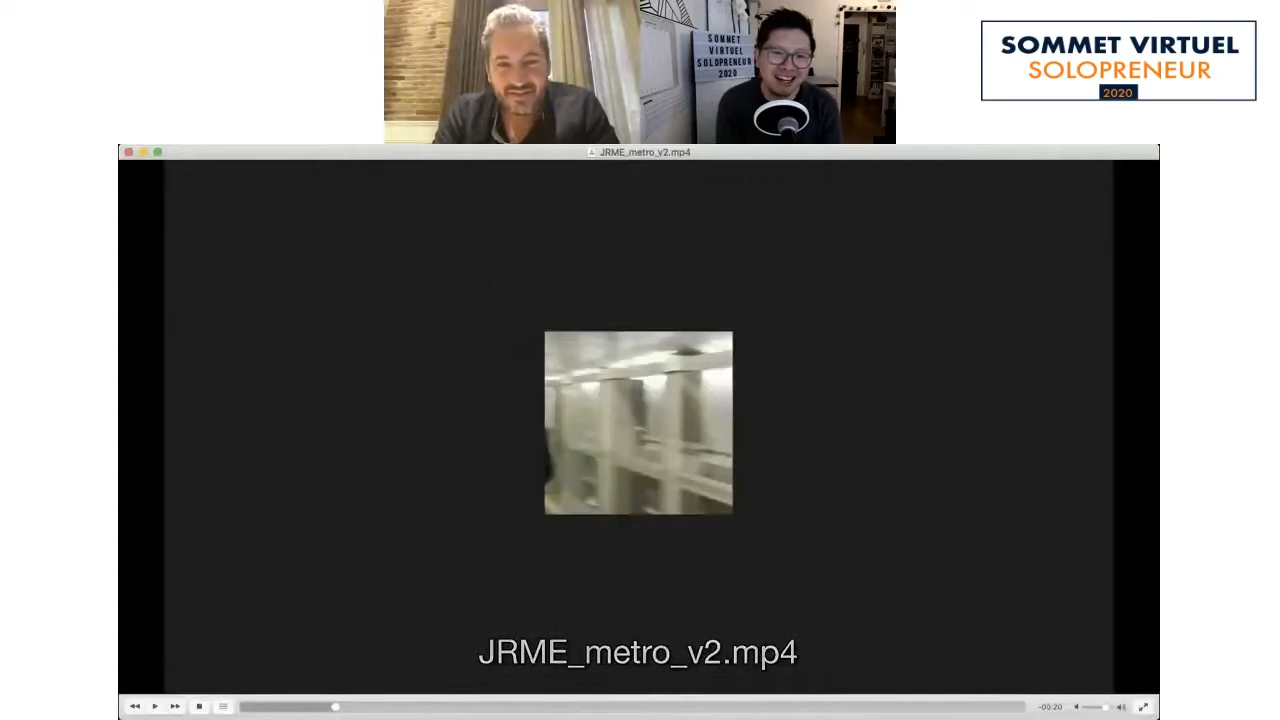 SOMMET
VIRTUEL
SOLOPRENEUR
2020
SOMMET VIRTUEL
SOLOPRENEUR
2020
JRME_metro_v2.mp4
JRME_metro_v2.mp4
-00:20